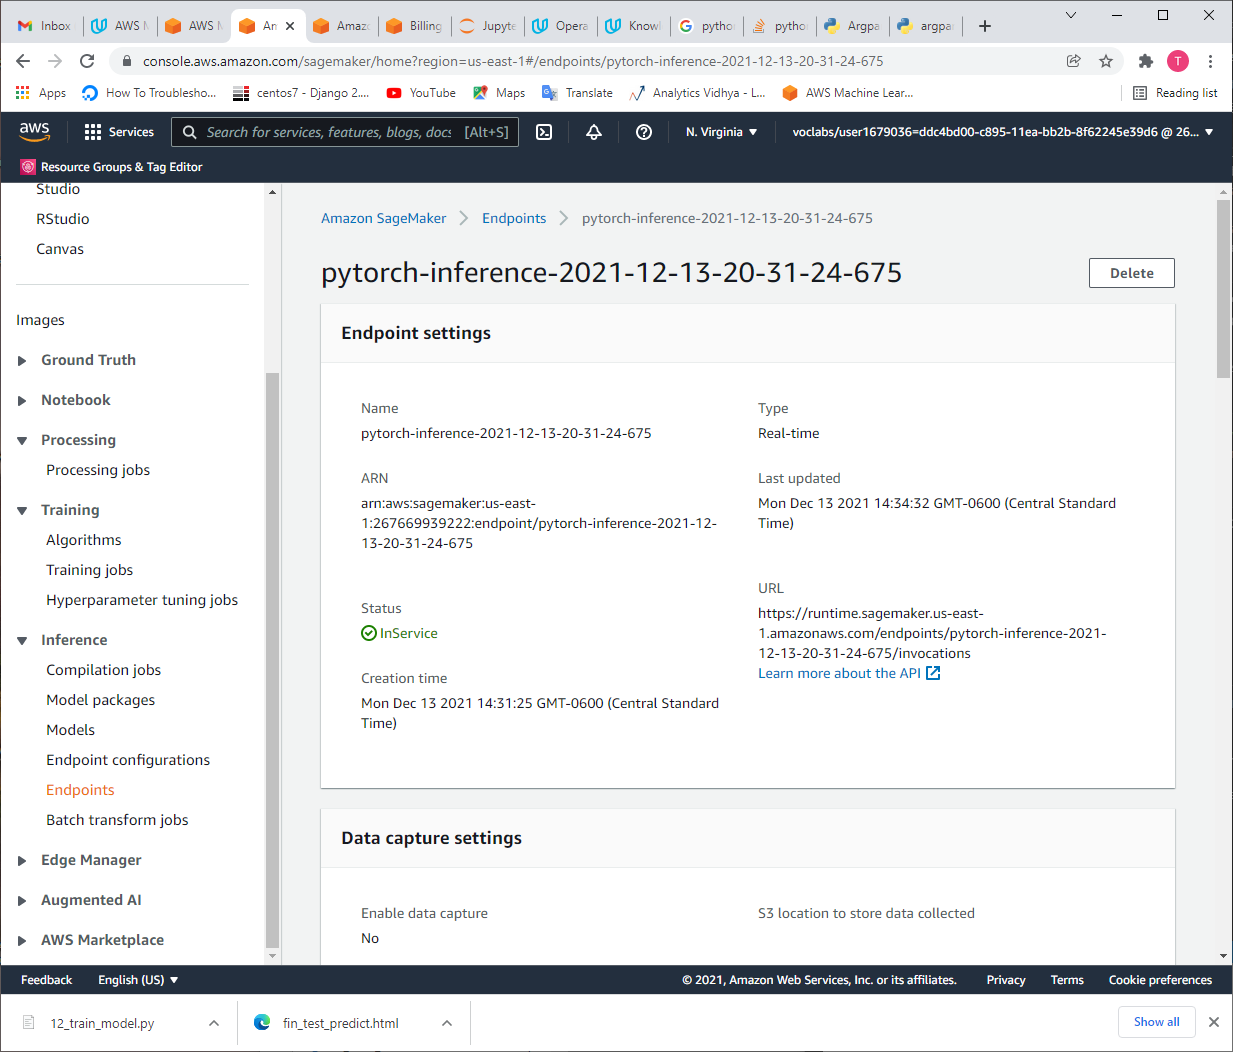 Inbox
AWS M
AWS M
Am
Amazo
Billing
Jupyte
Opera
Knowl
pythor
pythor
Argpa
argpar
console.aws.amazon.com/sagemaker/home?region=us-east-1#/endpoints/pytorch-inference-2021-12-13-20-31-24-675
T
Apps
How To Troublesho...
centos7 - Django 2....
YouTube
Maps
Translate
Analytics Vidhya - L...
AWS Machine Lear...
Reading list
aws
Services
Search for services, features, blogs, docs [Alt+S]
N. Virginia
voclabs/user1679036=ddc4bd00-c895-11ea-bb2b-8f62245e39d6 @ 26...
Resource Groups & Tag Editor
Studio
RStudio
Canvas
Images
Ground Truth
Notebook
Processing
Processing jobs
Training
Algorithms
Training jobs
Hyperparameter tuning jobs
Inference
Compilation jobs
Model packages
Models
Endpoint configurations
Endpoints
Batch transform jobs
Edge Manager
Augmented AI
AWS Marketplace
Amazon SageMaker
Endpoints
pytorch-inference-2021-12-13-20-31-24-675
pytorch-inference-2021-12-13-20-31-24-675
Delete
Endpoint settings
Name
pytorch-inference-2021-12-13-20-31-24-675
Type
Real-time
ARN
arn:aws:sagemaker:us-east-
1:267669939222:endpoint/pytorch-inference-2021-12-
13-20-31-24-675
Last updated
Mon Dec 13 2021 14:34:32 GMT-0600 (Central Standard
Time)
Status
InService
URL
https://runtime.sagemaker.us-east-
1.amazonaws.com/endpoints/pytorch-inference-2021-
12-13-20-31-24-675/invocations
Learn more about the API
Creation time
Mon Dec 13 2021 14:31:25 GMT-0600 (Central Standard
Time)
Data capture settings
Enable data capture
No
S3 location to store data collected
Feedback
English (US)
© 2021, Amazon Web Services, Inc. or its affiliates.
Privacy
Terms
Cookie preferences
12_train_model.py
fin_test_predict.html
Show all